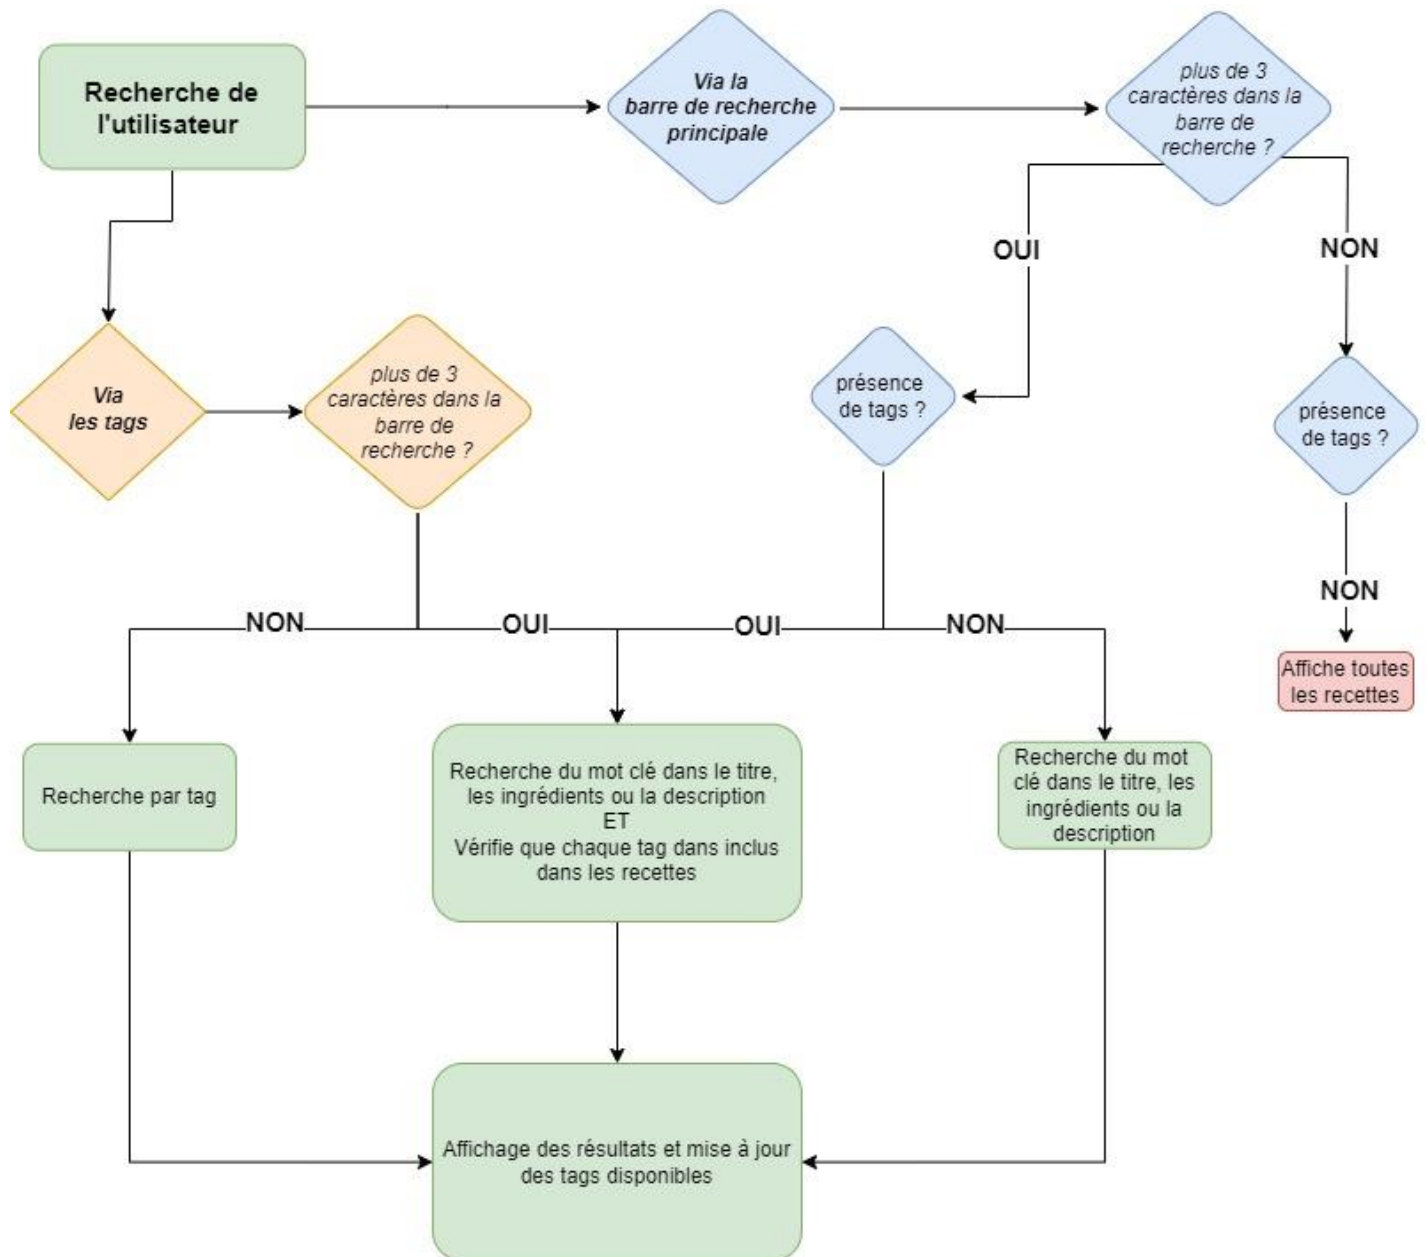 Recherche de
l'utilisateur
Via la
barre de recherche
principale
plus de 3
caractères dans la
barre de
recherche ?
OUI
NON
Via
les tags
plus de 3
caractères dans la
barre de
recherche ?
présence
de tags ?
présence
de tags ?
NON
OUI
OUI
NON
NON
Affiche toutes
les recettes
Recherche par tag
Recherche du mot clé dans le titre,
les ingrédients ou la description
ET
Vérifie que chaque tag dans inclus
dans les recettes
Recherche du mot
clé dans le titre, les
ingrédients ou la
description
Affichage des résultats et mise à jour
des tags disponibles